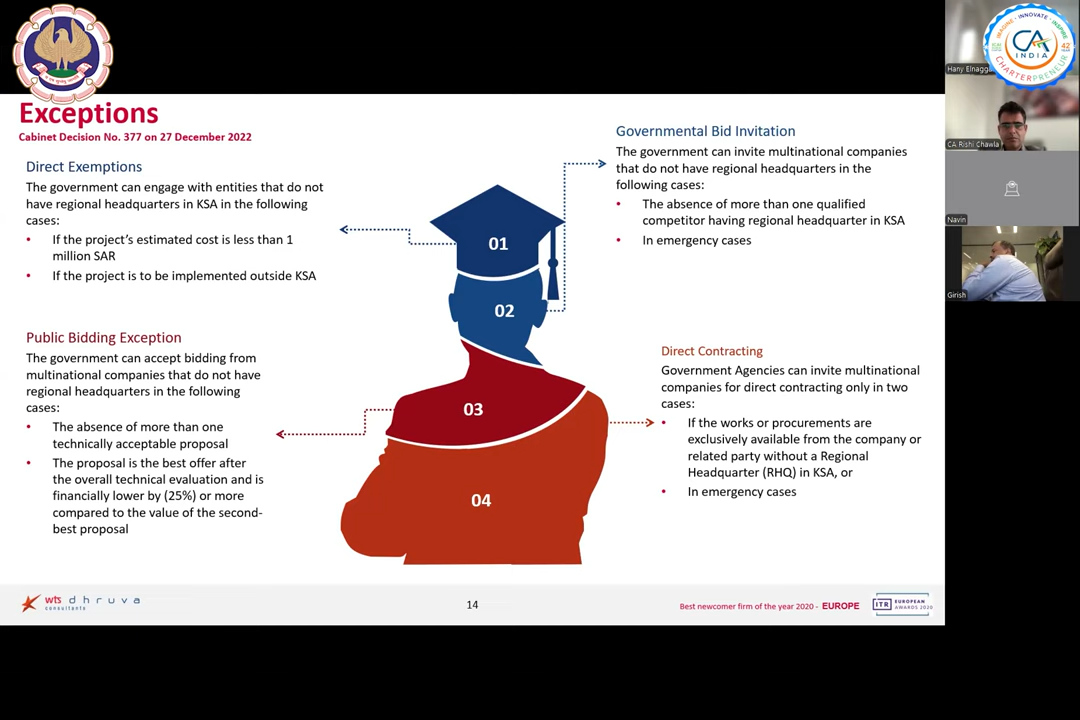 Exceptions
Cabinet Decision No. 377 on 27 December 2022
Direct Exemptions
The government can engage with entities that do not
have regional headquarters in KSA in the following
cases:
• If the project's estimated cost is less than 1
million SAR
• If the project is to be implemented outside KSA
Governmental Bid Invitation
The government can invite multinational companies
that do not have regional headquarters in the
following cases:
• The absence of more than one qualified
competitor having regional headquarter in KSA
• In emergency cases
01
02
03
04
Public Bidding Exception
The government can accept bidding from
multinational companies that do not have
regional headquarters in the following
cases:
• The absence of more than one
technically acceptable proposal
• The proposal is the best offer after
the overall technical evaluation and is
financially lower by (25%) or more
compared to the value of the second-
best proposal
Direct Contracting
Government Agencies can invite multinational
companies for direct contracting only in two
cases:
• If the works or procurements are
exclusively available from the company or
related party without a Regional
Headquarter (RHQ) in KSA, or
• In emergency cases
wts dhruva
consultants
14
Best newcomer firm of the year 2020 - EUROPE
ITR EUROPEAN
AWARDS 2020
IMAGINE · INNOVATE · INSPIRE
CA
INDIA
42
CHARTERPRENEUR
Hany Elnagga
CA Rishi Chawla
Navin
Girish